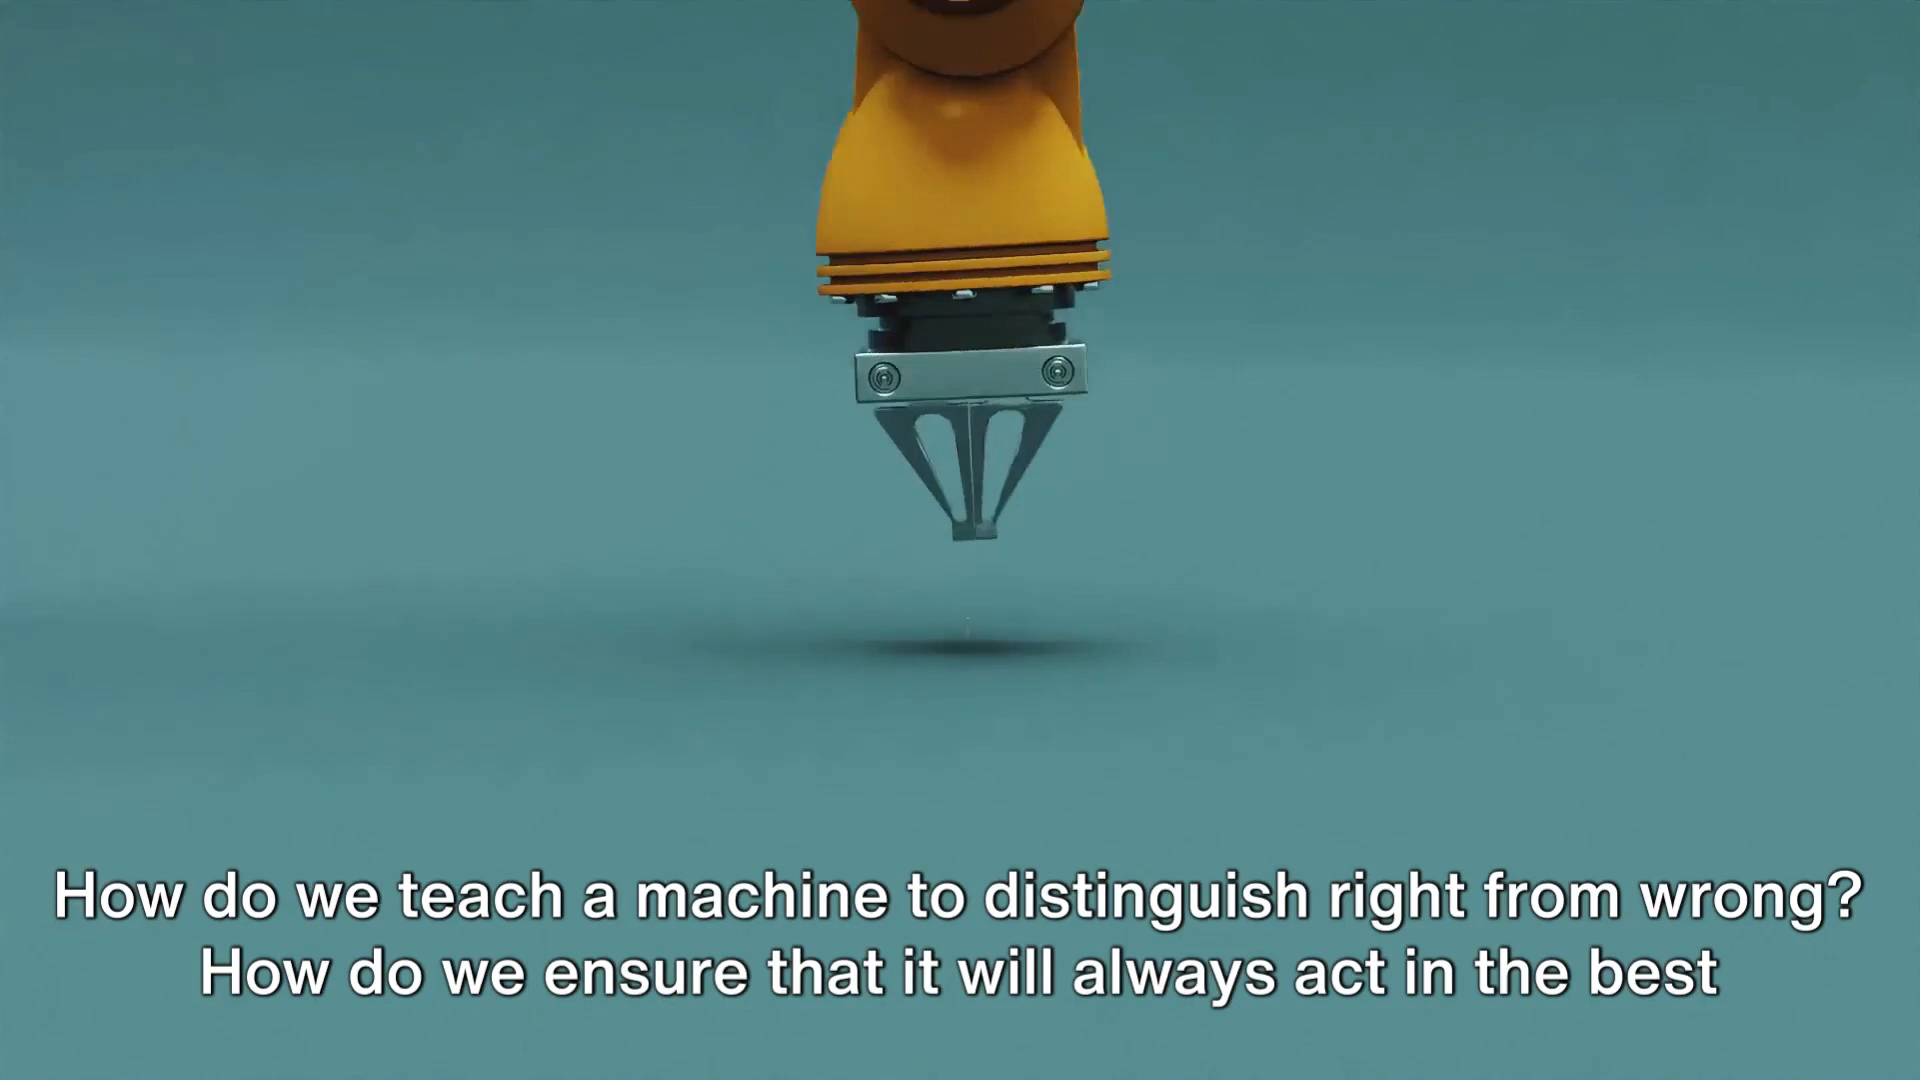 How do we teach a machine to distinguish right from wrong?
How do we ensure that it will always act in the best